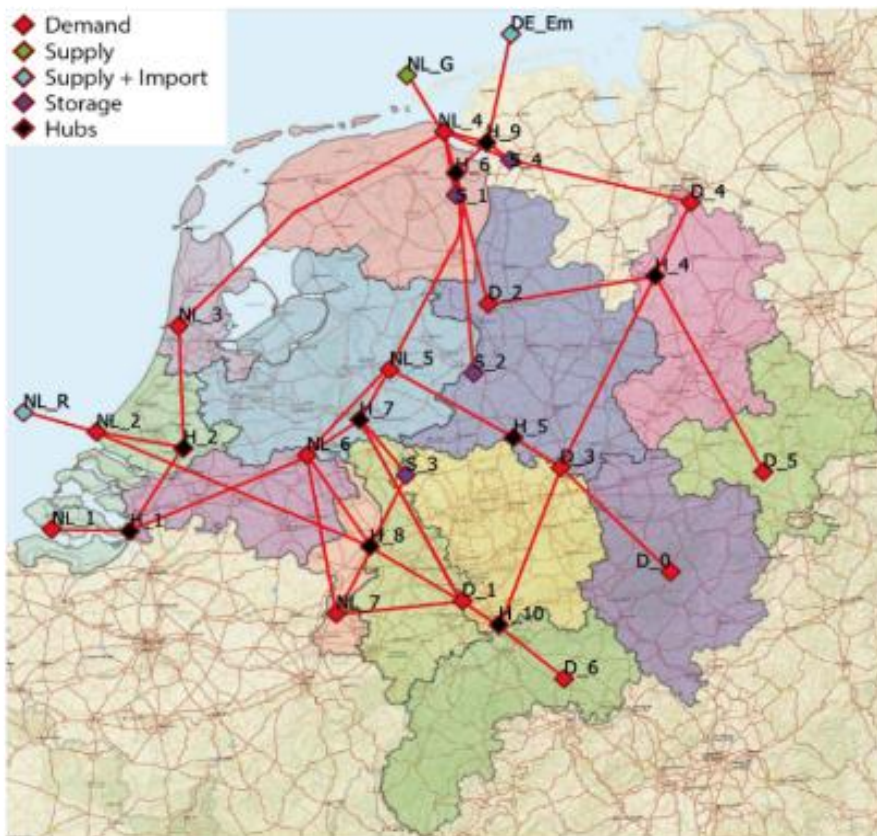 Demand
Supply
Supply + Import
Storage
Hubs
DE_Em
NL_G
NL_4
H_9
S_4
H_6
S_1
D_4
H_4
D_2
NL_3
NL_5
S_2
NL_R
NL_2
H_7
H_2
H_5
NL_6
S_3
D_3
D_5
NL_1
H_1
H_8
D_0
D_1
NL_7
H_10
D_6